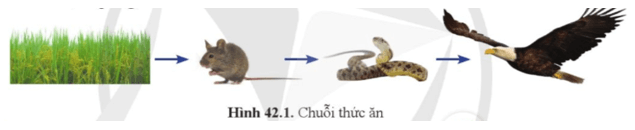 Hình 42.1. Chuỗi thức ăn